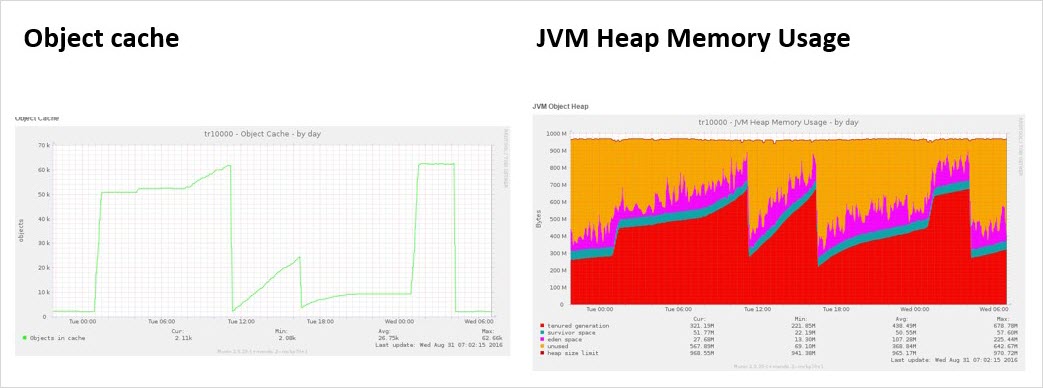 Object cache
JVM Heap Memory Usage
Object Cache
tr10000 - Object Cache - by day
70 k
60 k
50 k
40 k
30 k
20 k
10 k
0
objects
Tue 00:00 Tue 06:00 Tue 12:00 Tue 18:00 Wed 00:00 Wed 06:00
Cur: Min: Avg: Max:
Objects in cache 2.11k 2.08k 26.75k 62.66k
Last update: Wed Aug 31 07:02:15 2016
JVM Object Heap
tr10000 - JVM Heap Memory Usage - by day
1000 M
900 M
800 M
700 M
600 M
500 M
400 M
300 M
200 M
100 M
0
Bytes
Tue 00:00 Tue 06:00 Tue 12:00 Tue 18:00 Wed 00:00 Wed 06:00
Cur: Min: Avg: Max:
tenured generation 321.19M 221.85M 438.49M 678.78M
survivor space 51.77M 22.19M 50.55M 57.60M
eden space 27.68M 13.30M 107.28M 225.44M
unused 567.89M 69.10M 368.84M 642.67M
heap size limit 968.55M 941.36M 965.17M 970.72M
Last update: Wed Aug 31 07:02:15 2016